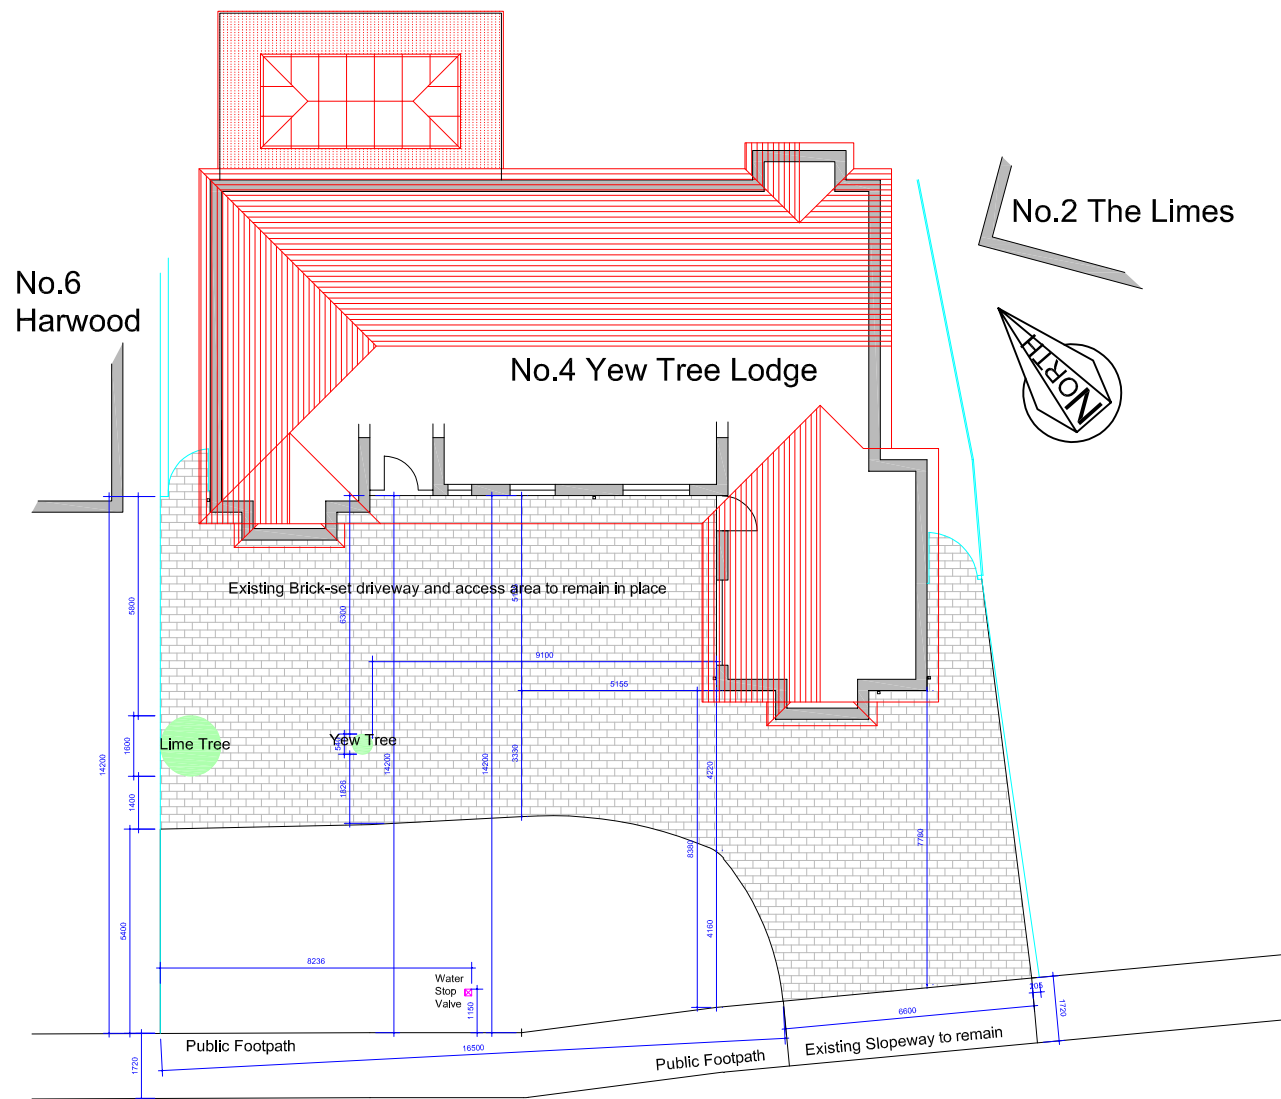 No.2 The Limes
No.6
Harwood
NORTH
No.4 Yew Tree Lodge
Existing Brick-set driveway and access area to remain in place
5800
6300
9100
5155
Lime Tree
Yew Tree
1600
14200
14200
14200
3330
4220
1826
1400
8380
7780
5400
4160
8236
Water
Stop
Valve
1150
205
1720
6600
Public Footpath
16500
Public Footpath
Existing Slopeway to remain
1720